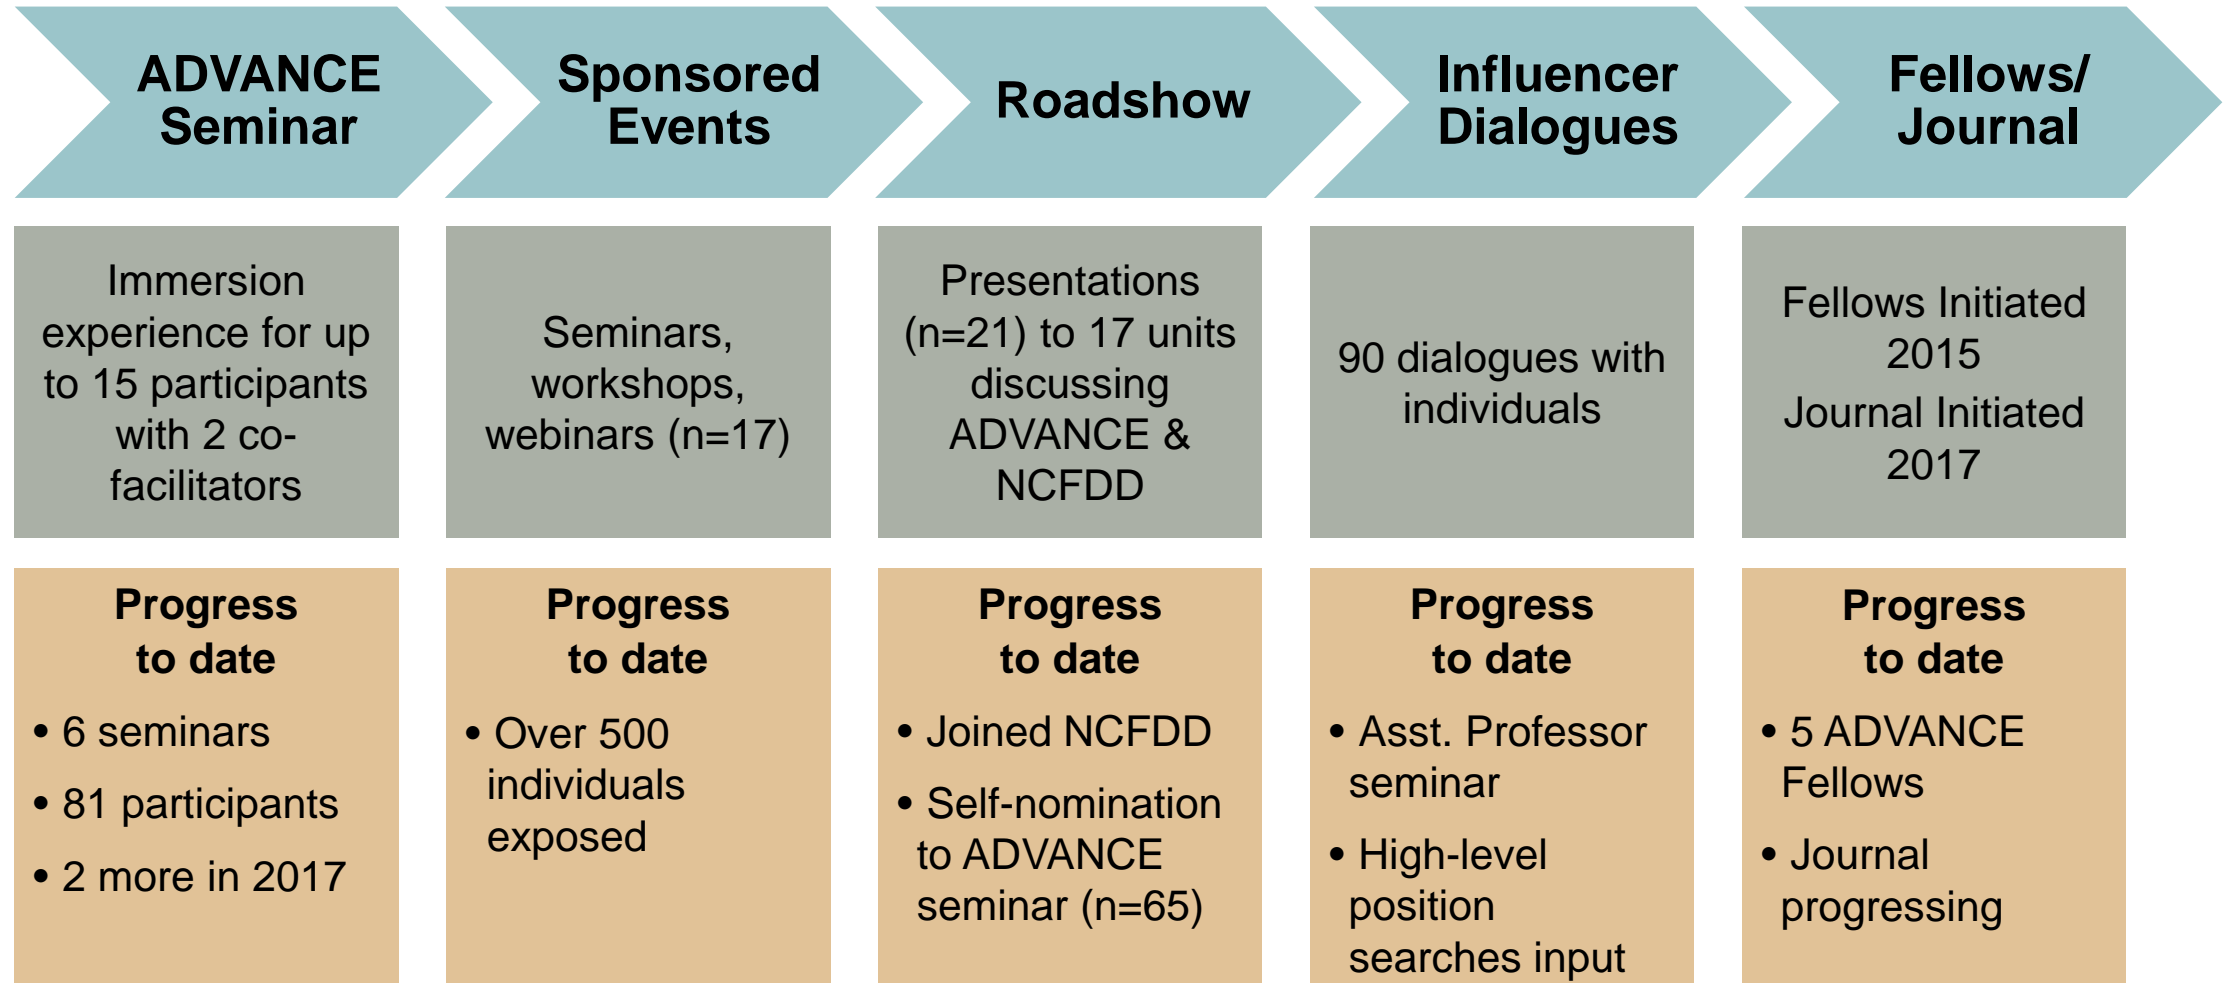 ADVANCE
Seminar
Sponsored
Events
Roadshow
Influencer
Dialogues
Fellows/
Journal
Immersion
experience for up
to 15 participants
with 2 co-
facilitators
Seminars,
workshops,
webinars (n=17)
Presentations
(n=21) to 17 units
discussing
ADVANCE &
NCFDD
90 dialogues with
individuals
Fellows Initiated
2015
Journal Initiated
2017
Progress
to date
• 6 seminars
• 81 participants
• 2 more in 2017
Progress
to date
• Over 500
individuals
exposed
Progress
to date
• Joined NCFDD
• Self-nomination
to ADVANCE
seminar (n=65)
Progress
to date
• Asst. Professor
seminar
• High-level
position
searches input
Progress
to date
• 5 ADVANCE
Fellows
• Journal
progressing